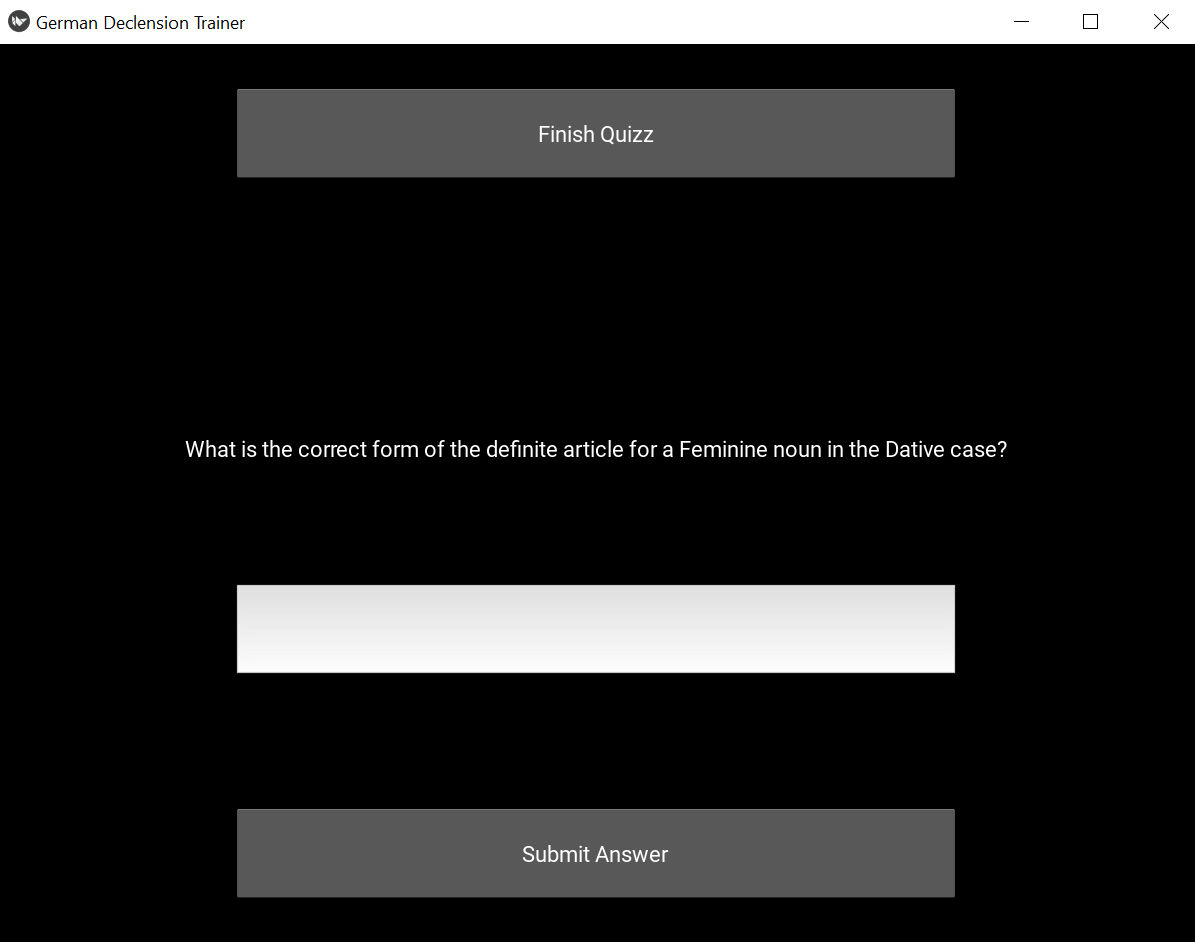 German Declension Trainer
Finish Quizz
What is the correct form of the definite article for a Feminine noun in the Dative case?
Submit Answer